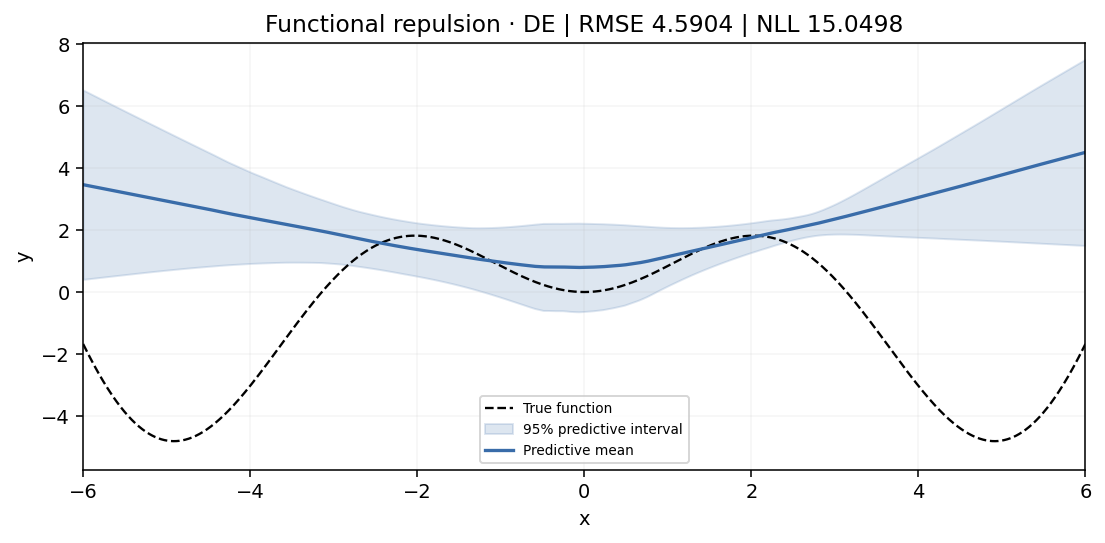 Functional repulsion · DE | RMSE 4.5904 | NLL 15.0498
y
8
6
4
2
0
−2
−4
True function
95% predictive interval
Predictive mean
−6 −4 −2 0 2 4 6
x